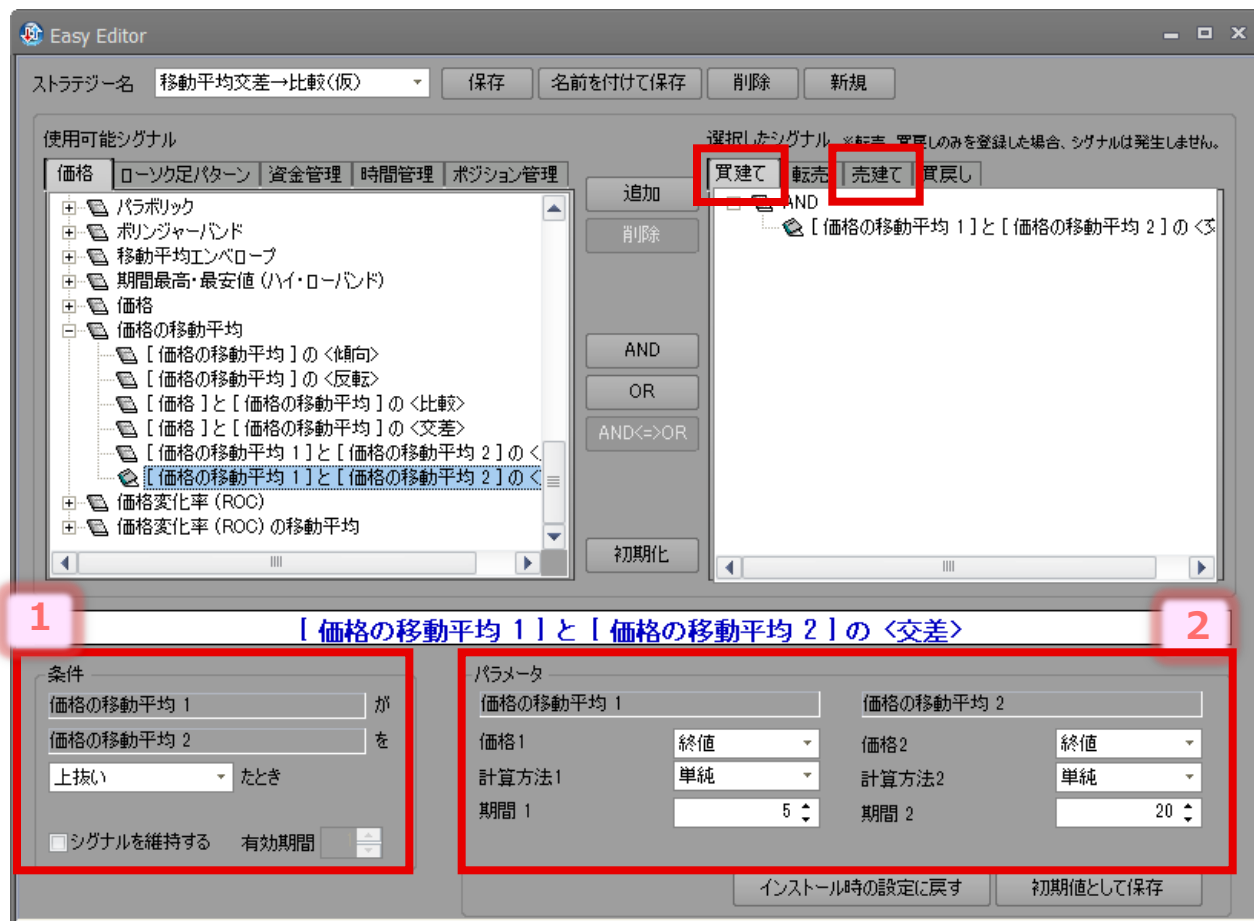 Easy Editor
ストラテジー名 移動平均交差→比較(仮) 保存 名前を付けて保存 削除 新規
使用可能シグナル
選択したシグナル ※転売、買戻しのみを登録した場合、シグナルは発生しません。
価格 ローソク足パターン 資金管理 時間管理 ポジション管理
買建て 転売 売建て 買戻し
パラボリック
ボリンジャーバンド
移動平均エンベロープ
期間最高・最安値 (ハイ・ローバンド)
価格
価格の移動平均
[ 価格の移動平均 ] の <傾向>
[ 価格の移動平均 ] の <反転>
[ 価格 ] と [ 価格の移動平均 ] の <比較>
[ 価格 ] と [ 価格の移動平均 ] の <交差>
[ 価格の移動平均 1 ] と [ 価格の移動平均 2 ] の <
[ 価格の移動平均 1 ] と [ 価格の移動平均 2 ] の <
価格変化率 (ROC)
価格変化率 (ROC) の移動平均
追加
削除
AND
OR
AND<=>OR
初期化
AND
[ 価格の移動平均 1 ] と [ 価格の移動平均 2 ] の <交
1
[ 価格の移動平均 1 ] と [ 価格の移動平均 2 ] の <交差>
2
条件
価格の移動平均 1 が
価格の移動平均 2 を
上抜い たとき
シグナルを維持する 有効期間
パラメータ
価格の移動平均 1 価格の移動平均 2
価格1 終値 価格2 終値
計算方法1 単純 計算方法2 単純
期間 1 5 期間 2 20
インストール時の設定に戻す 初期値として保存